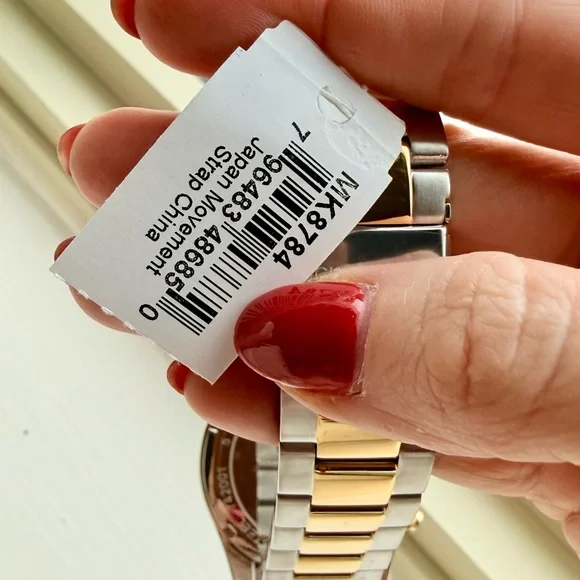 MK8784
7 96483 48685 0
Japan Movement
Strap China